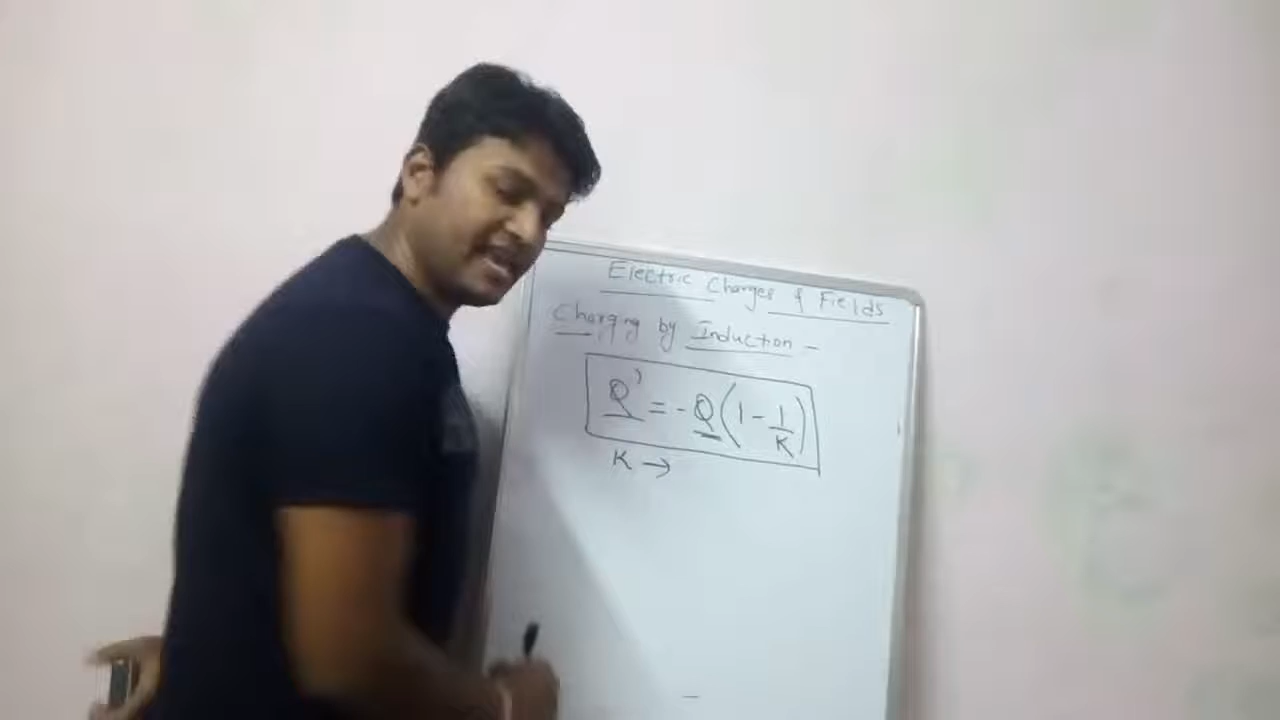 Electric Charges & Fields
Charging by Induction -
Q' = -Q(1 - 1/K)
K →